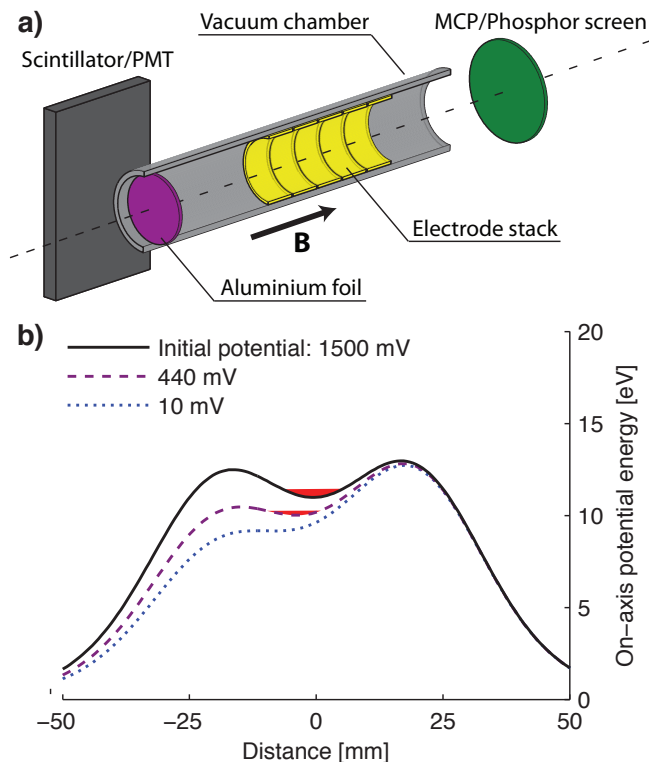 a)
Vacuum chamber
MCP/Phosphor screen
Scintillator/PMT
B
Electrode stack
Aluminium foil
b)
Initial potential: 1500 mV
440 mV
10 mV
20
15
10
5
0
On−axis potential energy [eV]
−50
−25
0
25
50
Distance [mm]